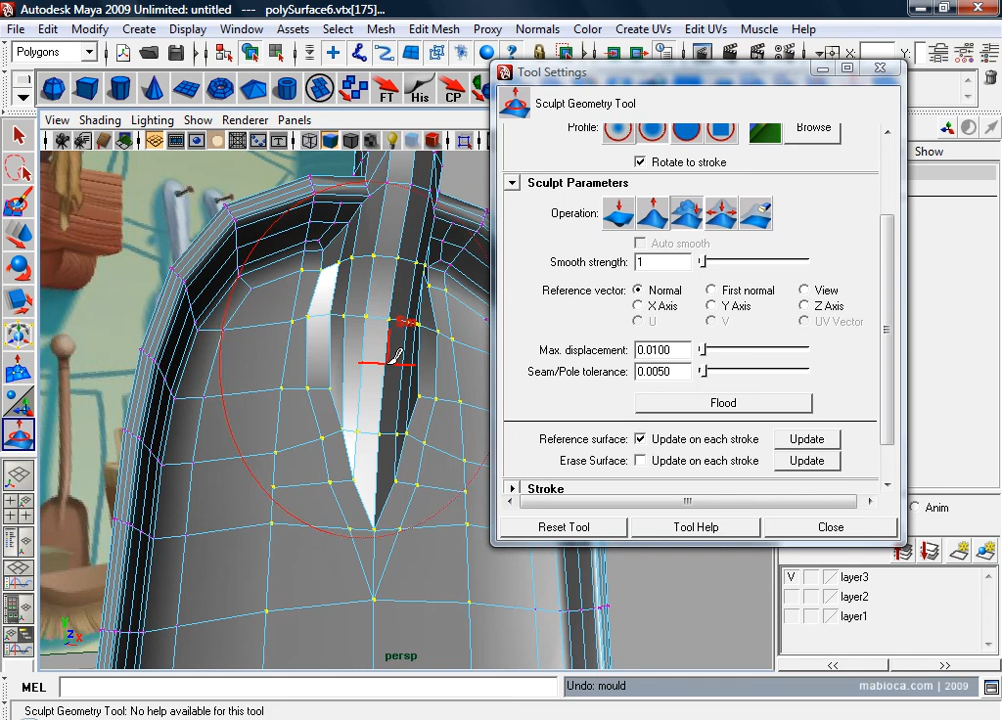 Autodesk Maya 2009 Unlimited: untitled --- polySurface6.vtx[175]...
File Edit Modify Create Display Window Assets Select Mesh Edit Mesh Proxy Normals Color Create UVs Edit UVs Muscle Help
Polygons
X: Y:
FT His CP
View Shading Lighting Show Renderer Panels
Show
Tool Settings
Sculpt Geometry Tool
Profile: Browse
Rotate to stroke
Sculpt Parameters
Operation:
Auto smooth
Smooth strength: 1
Reference vector: Normal First normal View
X Axis Y Axis Z Axis
U V UV Vector
Max. displacement: 0.0100
Seam/Pole tolerance: 0.0050
Flood
Reference surface: Update on each stroke Update
Erase Surface: Update on each stroke Update
Stroke
Reset Tool Tool Help Close
Anim
V layer3
layer2
layer1
<< >>
Sm
y z x
persp
MEL Undo: mould mabioca.com | 2009
Sculpt Geometry Tool: No help available for this tool